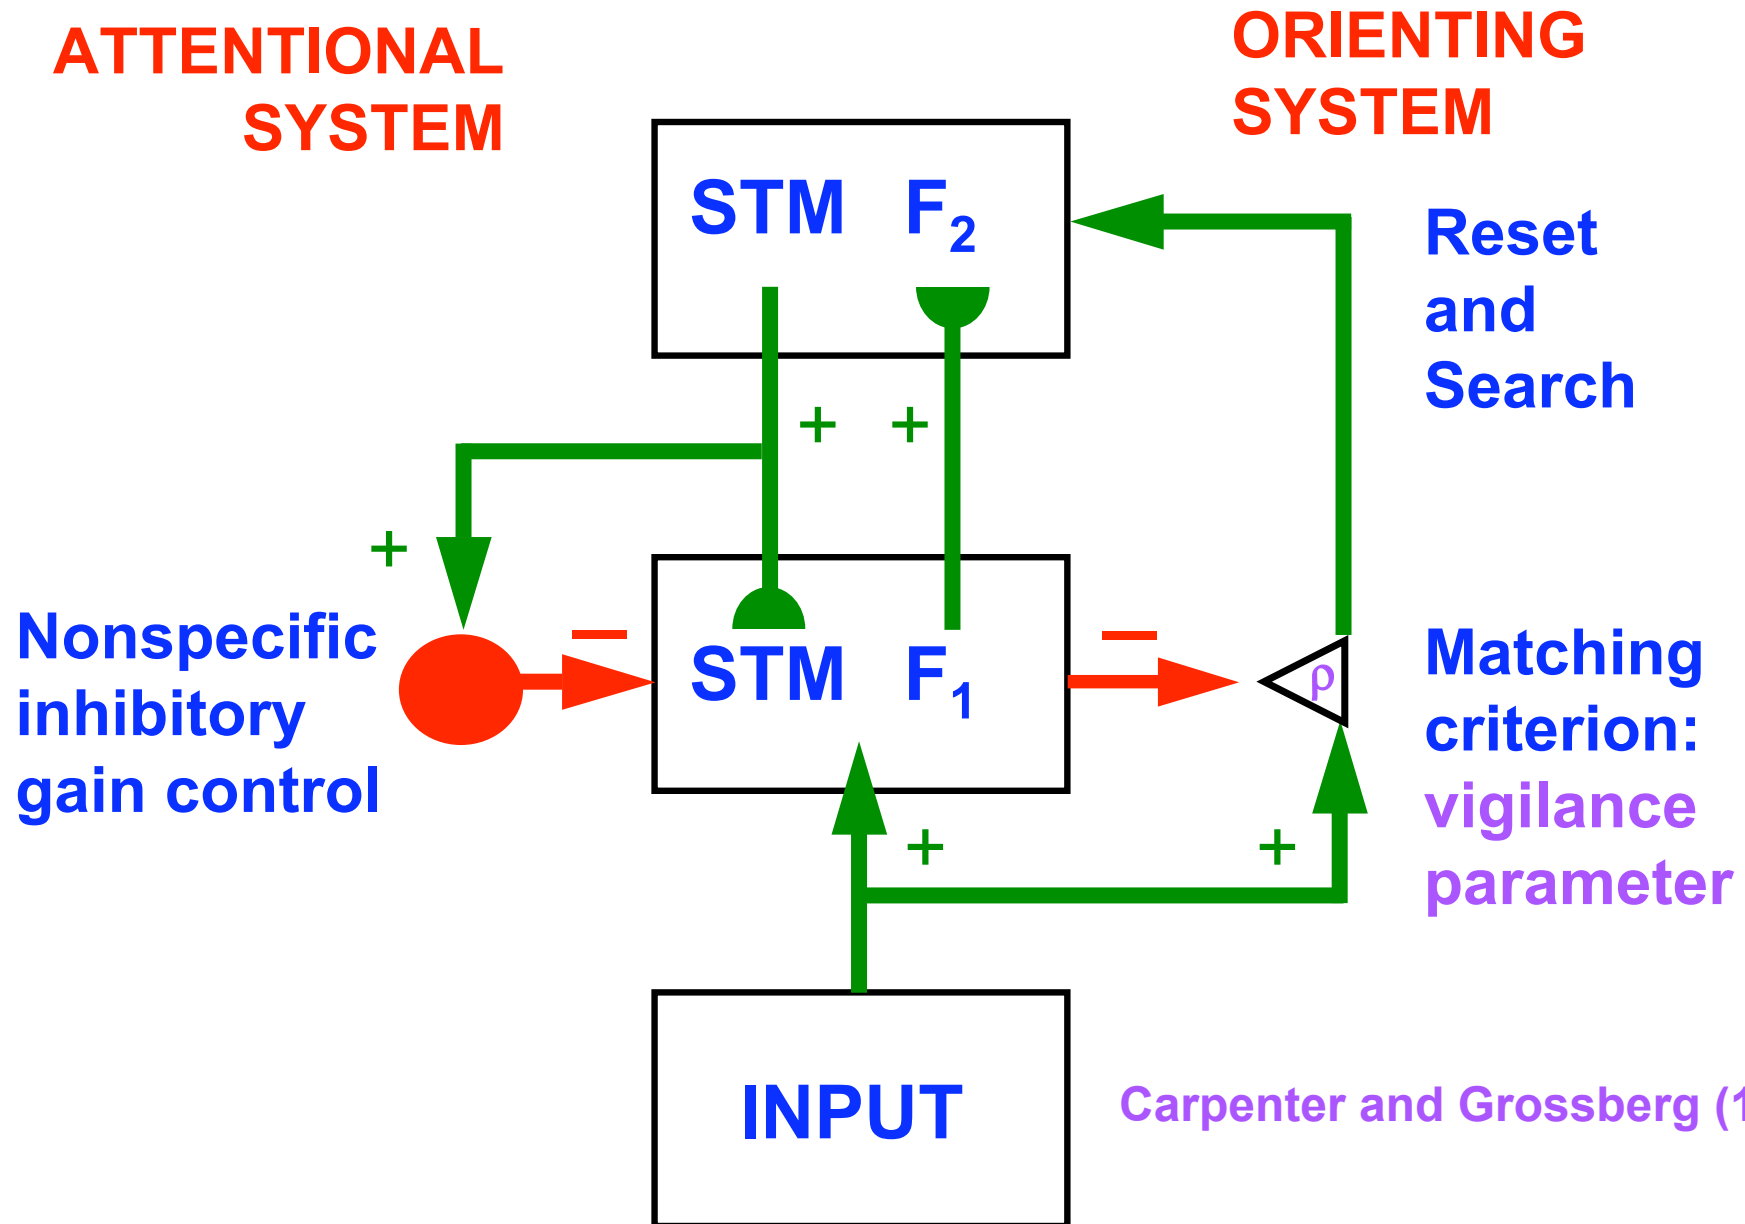 ATTENTIONAL
SYSTEM
ORIENTING
SYSTEM
STM F₂
Reset
and
Search
+ +
+
Nonspecific
inhibitory
gain control
−
STM F₁
−
ρ
Matching
criterion:
vigilance
parameter
+ +
INPUT
Carpenter and Grossberg (1